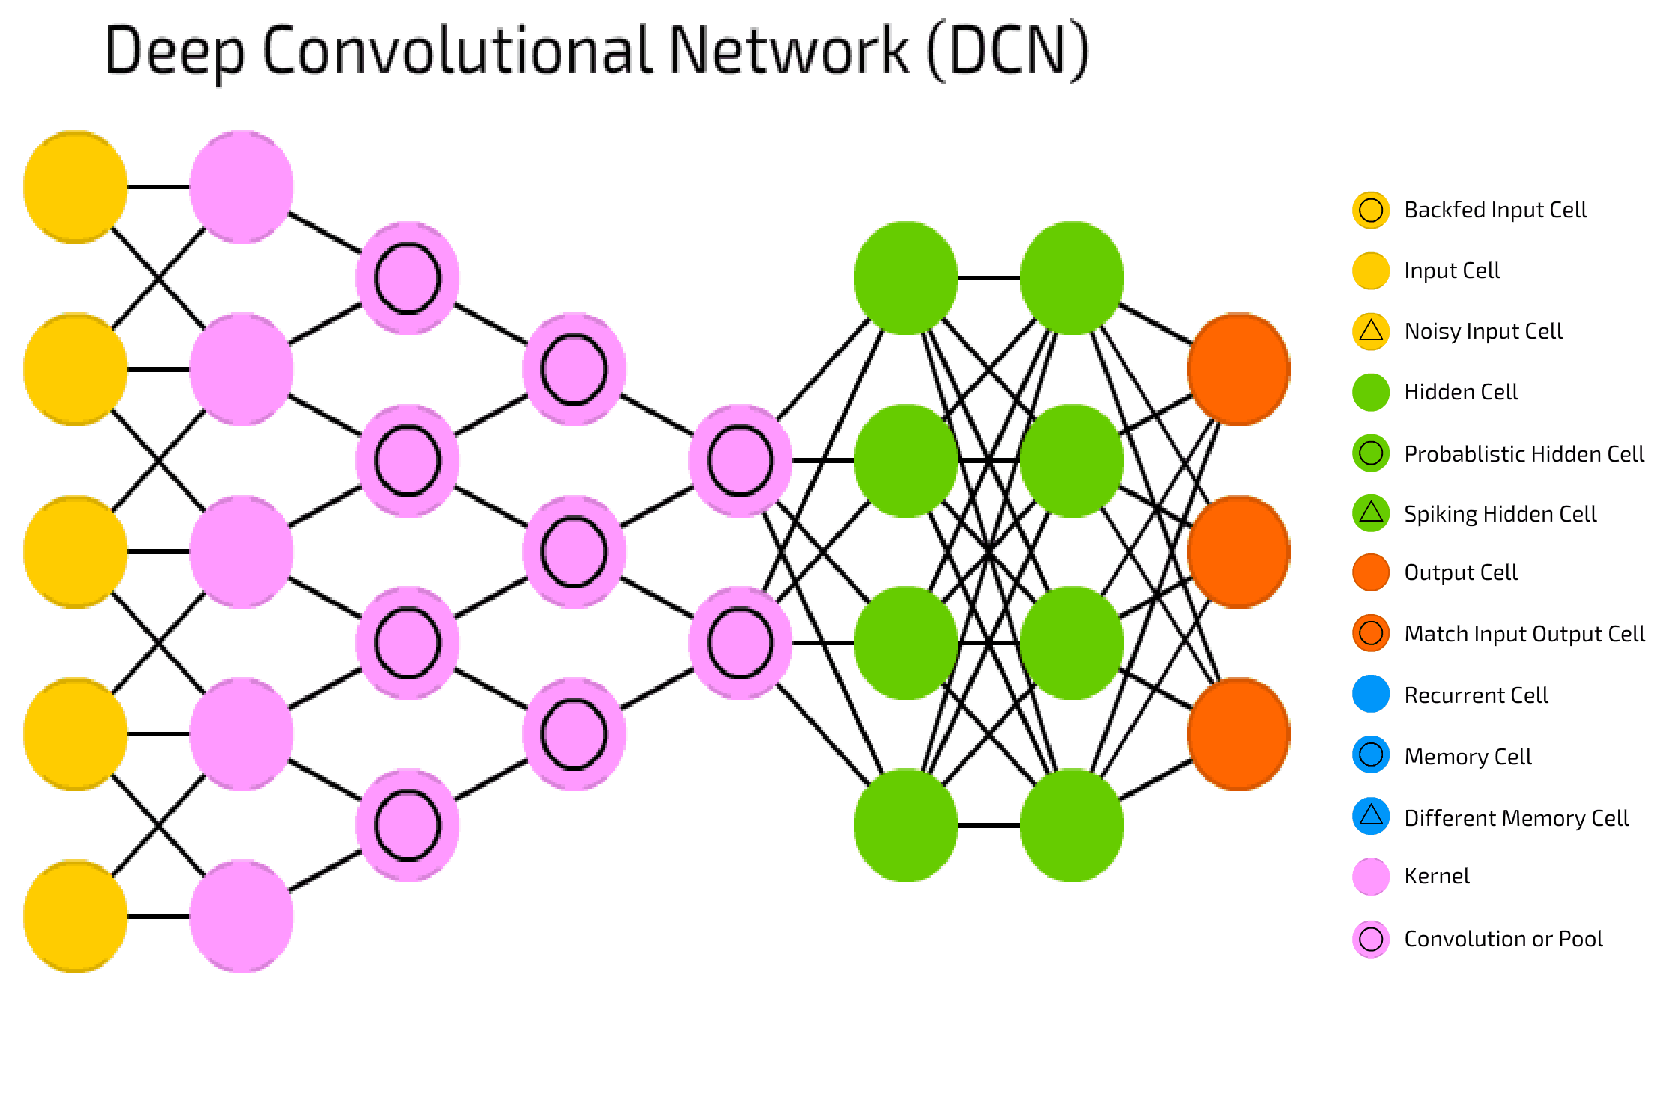 Deep Convolutional Network (DCN)
Backfed Input Cell
Input Cell
Noisy Input Cell
Hidden Cell
Probablistic Hidden Cell
Spiking Hidden Cell
Output Cell
Match Input Output Cell
Recurrent Cell
Memory Cell
Different Memory Cell
Kernel
Convolution or Pool